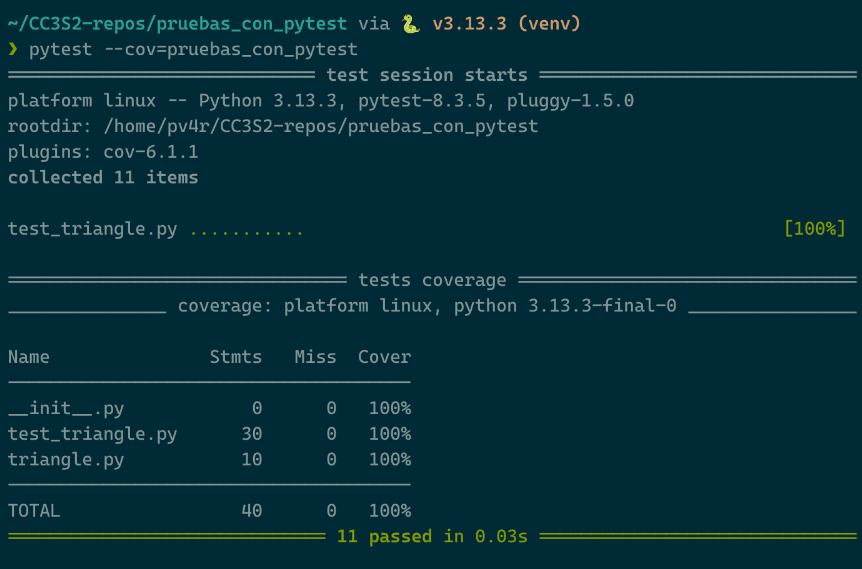 ~/CC3S2-repos/pruebas_con_pytest via 🐍 v3.13.3 (venv)
❯ pytest --cov=pruebas_con_pytest
test session starts
platform linux -- Python 3.13.3, pytest-8.3.5, pluggy-1.5.0
rootdir: /home/pv4r/CC3S2-repos/pruebas_con_pytest
plugins: cov-6.1.1
collected 11 items
test_triangle.py ........... [100%]
tests coverage
coverage: platform linux, python 3.13.3-final-0
Name Stmts Miss Cover
__init__.py 0 0 100%
test_triangle.py 30 0 100%
triangle.py 10 0 100%
TOTAL 40 0 100%
11 passed in 0.03s